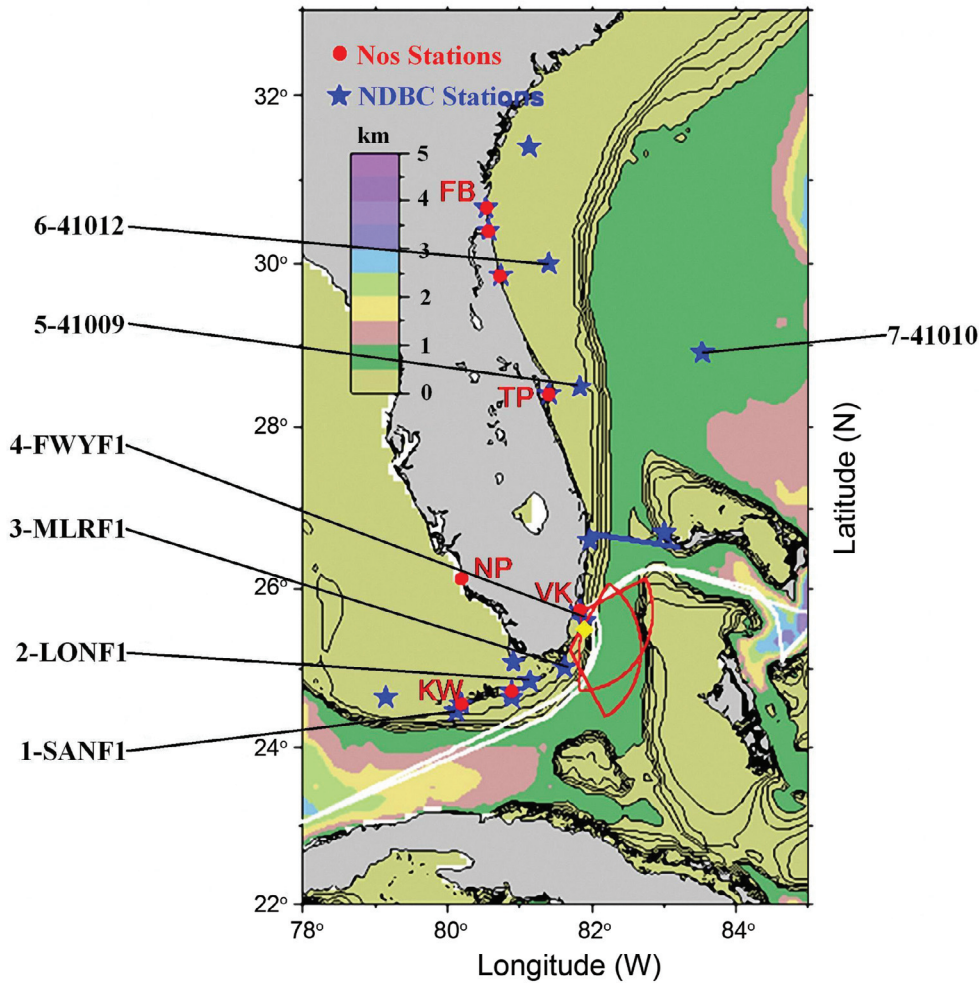 Nos Stations
NDBC Stations
km
5
4
3
2
1
0
32°
30°
28°
26°
24°
22°
78°
80°
82°
84°
Longitude (W)
Latitude (N)
FB
TP
NP
VK
KW
6-41012
5-41009
7-41010
4-FWYF1
3-MLRF1
2-LONF1
1-SANF1